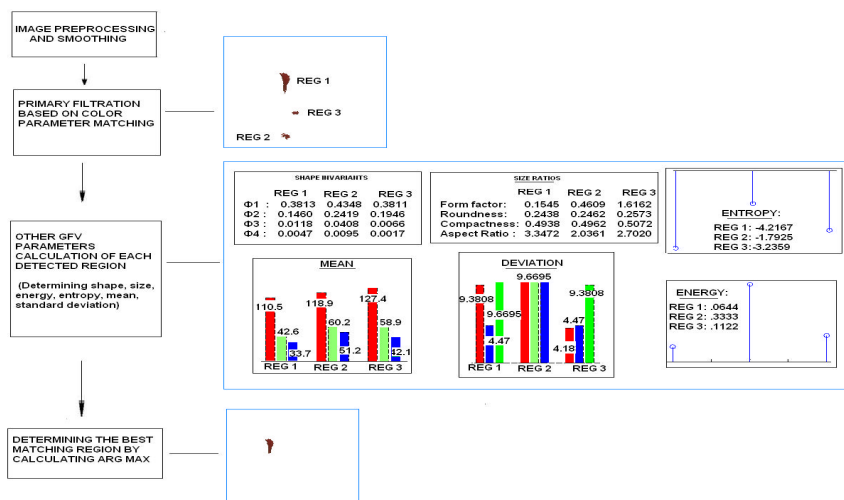 IMAGE PREPROCESSING
AND SMOOTHING
REG 1
REG 3
REG 2
PRIMARY FILTRATION
BASED ON COLOR
PARAMETER MATCHING
SHAPE INVARIANTS
REG 1 REG 2 REG 3
Φ1 : 0.3813 0.4348 0.3811
Φ2 : 0.1460 0.2419 0.1946
Φ3 : 0.0118 0.0408 0.0066
Φ4 : 0.0047 0.0095 0.0017
SIZE RATIOS
REG 1 REG 2 REG 3
Form factor: 0.1545 0.4609 1.6162
Roundness: 0.2438 0.2462 0.2573
Compactness: 0.4938 0.4962 0.5072
Aspect Ratio : 3.3472 2.0361 2.7020
ENTROPY:
REG 1: -4.2167
REG 2: -1.7925
REG 3: -3.2359
OTHER GFV
PARAMETERS
CALCULATION OF EACH
DETECTED REGION
(Determining shape, size,
energy, entropy, mean,
standard deviation)
MEAN
110.5 118.9 127.4
42.6 60.2 58.9
33.7 51.2 42.1
REG 1 REG 2 REG 3
DEVIATION
9.6695
9.3808 9.3808
9.6695
4.47 4.47
4.18
REG 1 REG 2 REG 3
ENERGY:
REG 1: .0644
REG 2: .3333
REG 3: .1122
DETERMINING THE BEST
MATCHING REGION BY
CALCULATING ARG MAX